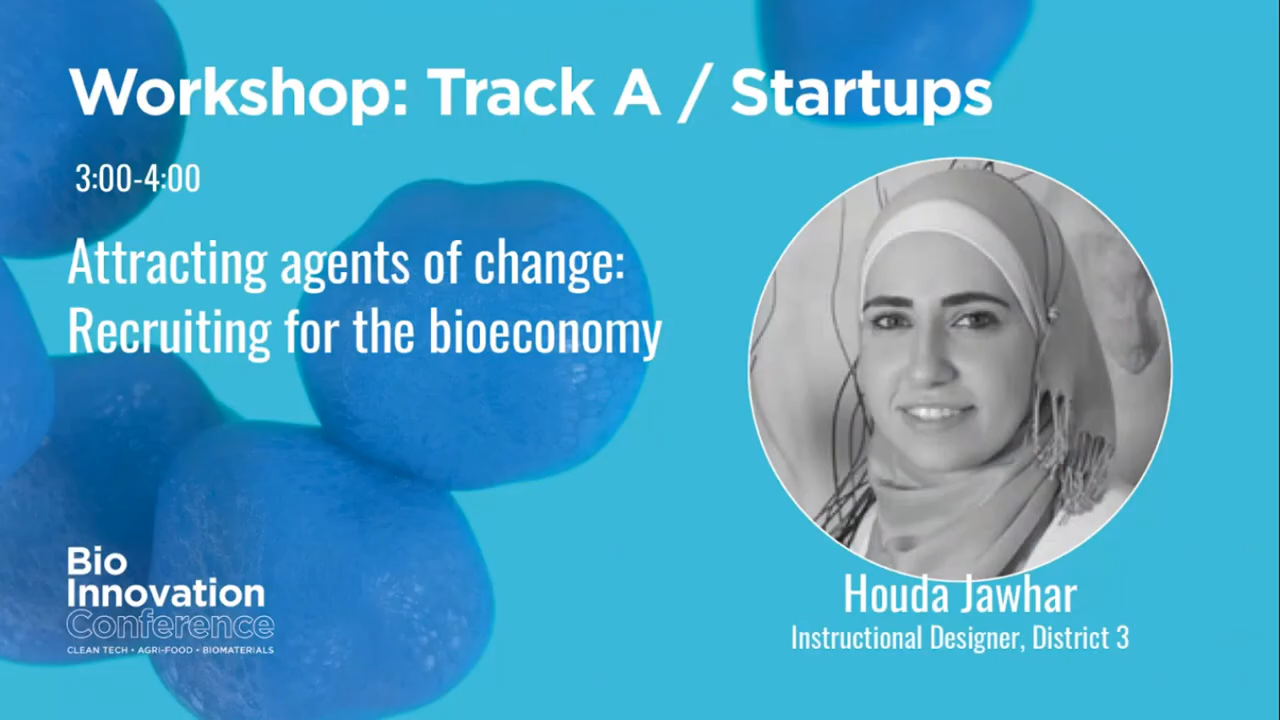 Workshop: Track A / Startups
3:00-4:00
Attracting agents of change:
Recruiting for the bioeconomy
Houda Jawhar
Instructional Designer, District 3
Bio
Innovation
Conference
CLEAN TECH • AGRI-FOOD • BIOMATERIALS